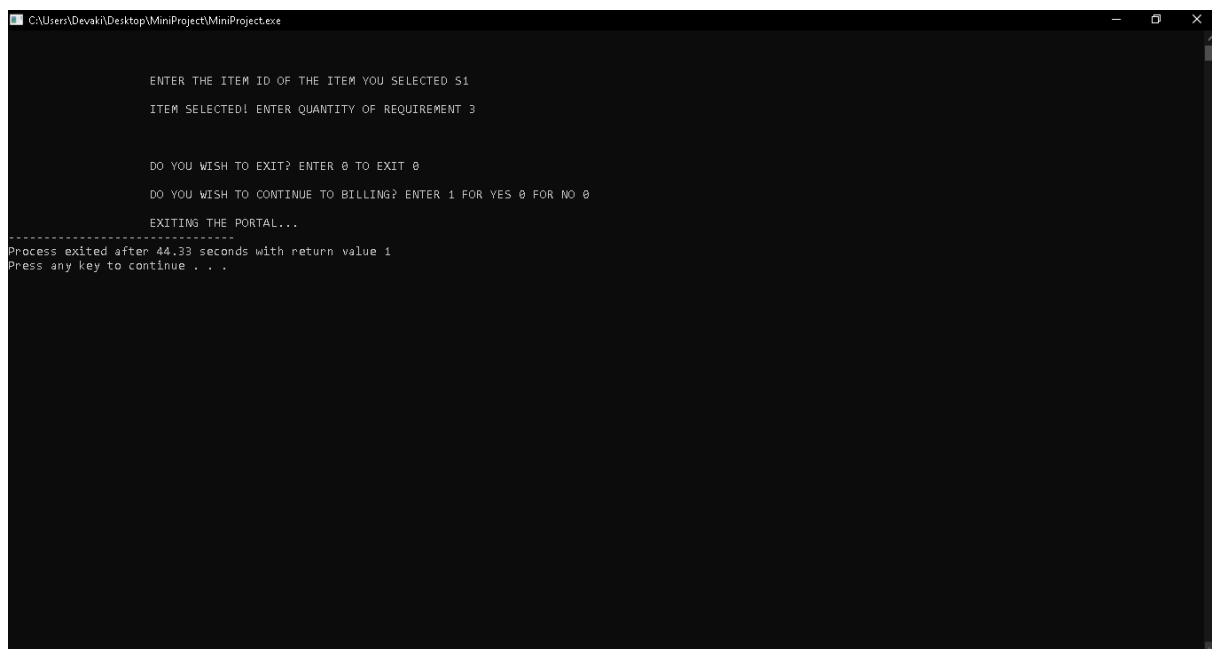 C:\Users\Devaki\Desktop\MiniProject\MiniProject.exe
ENTER THE ITEM ID OF THE ITEM YOU SELECTED S1
ITEM SELECTED! ENTER QUANTITY OF REQUIREMENT 3
DO YOU WISH TO EXIT? ENTER 0 TO EXIT 0
DO YOU WISH TO CONTINUE TO BILLING? ENTER 1 FOR YES 0 FOR NO 0
EXITING THE PORTAL...
--------------------------------
Process exited after 44.33 seconds with return value 1
Press any key to continue . . .